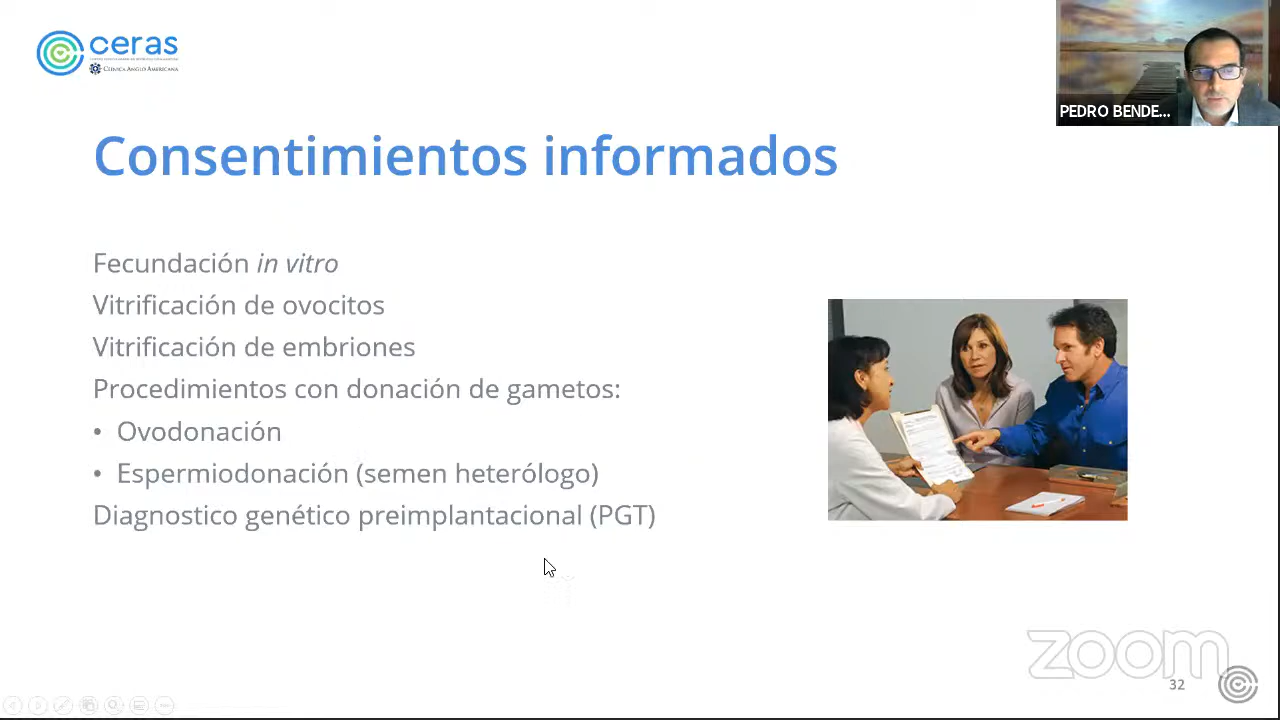 ceras
CLÍNICA ANGLO AMERICANA
PEDRO BENDE...
Consentimientos informados
Fecundación in vitro
Vitrificación de ovocitos
Vitrificación de embriones
Procedimientos con donación de gametos:
• Ovodonación
• Espermiodonación (semen heterólogo)
Diagnostico genético preimplantacional (PGT)
zoom
32